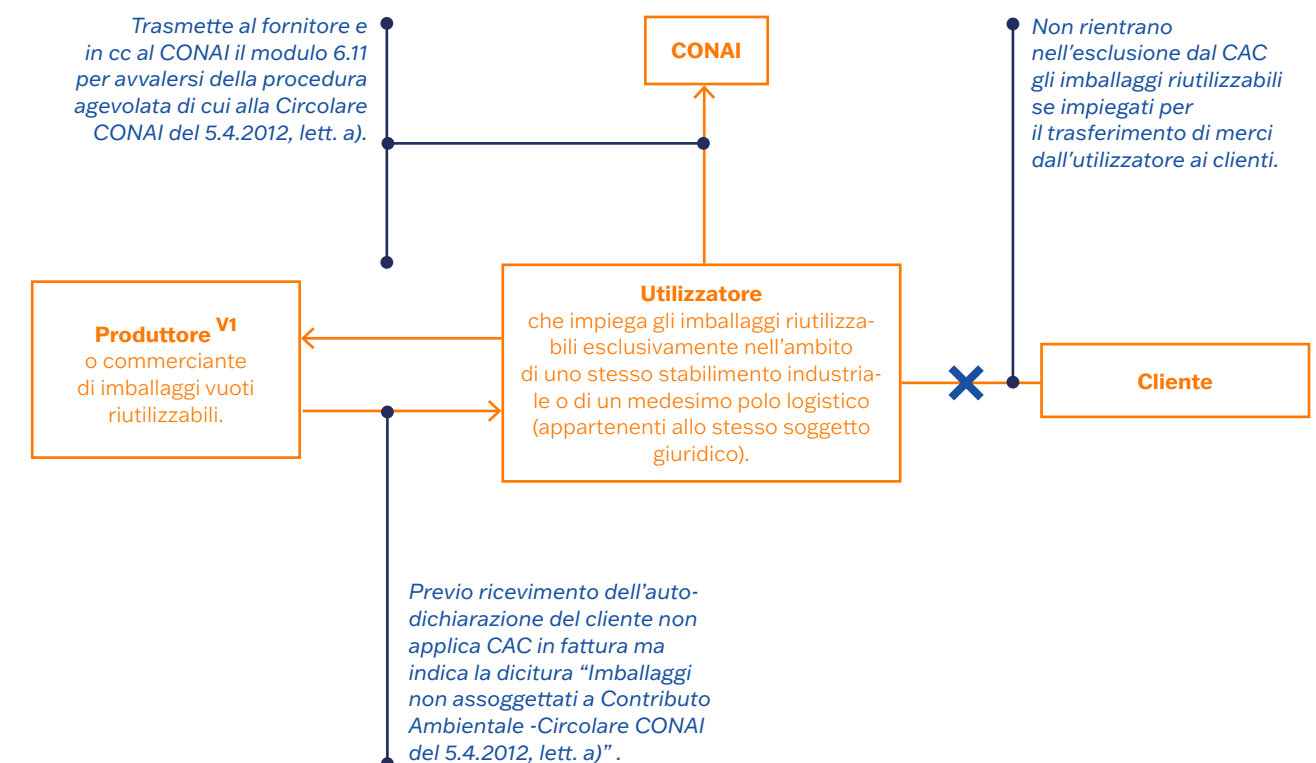 Trasmette al fornitore e
in cc al CONAI il modulo 6.11
per avvalersi della procedura
agevolata di cui alla Circolare
CONAI del 5.4.2012, lett. a).
CONAI
Non rientrano
nell'esclusione dal CAC
gli imballaggi riutilizzabili
se impiegati per
il trasferimento di merci
dall'utilizzatore ai clienti.
Produttore V1
o commerciante
di imballaggi vuoti
riutilizzabili.
Utilizzatore
che impiega gli imballaggi riutilizza-
bili esclusivamente nell'ambito
di uno stesso stabilimento industria-
le o di un medesimo polo logistico
(appartenenti allo stesso soggetto
giuridico).
Cliente
Previo ricevimento dell'auto-
dichiarazione del cliente non
applica CAC in fattura ma
indica la dicitura “Imballaggi
non assoggettati a Contributo
Ambientale -Circolare CONAI
del 5.4.2012, lett. a)” .